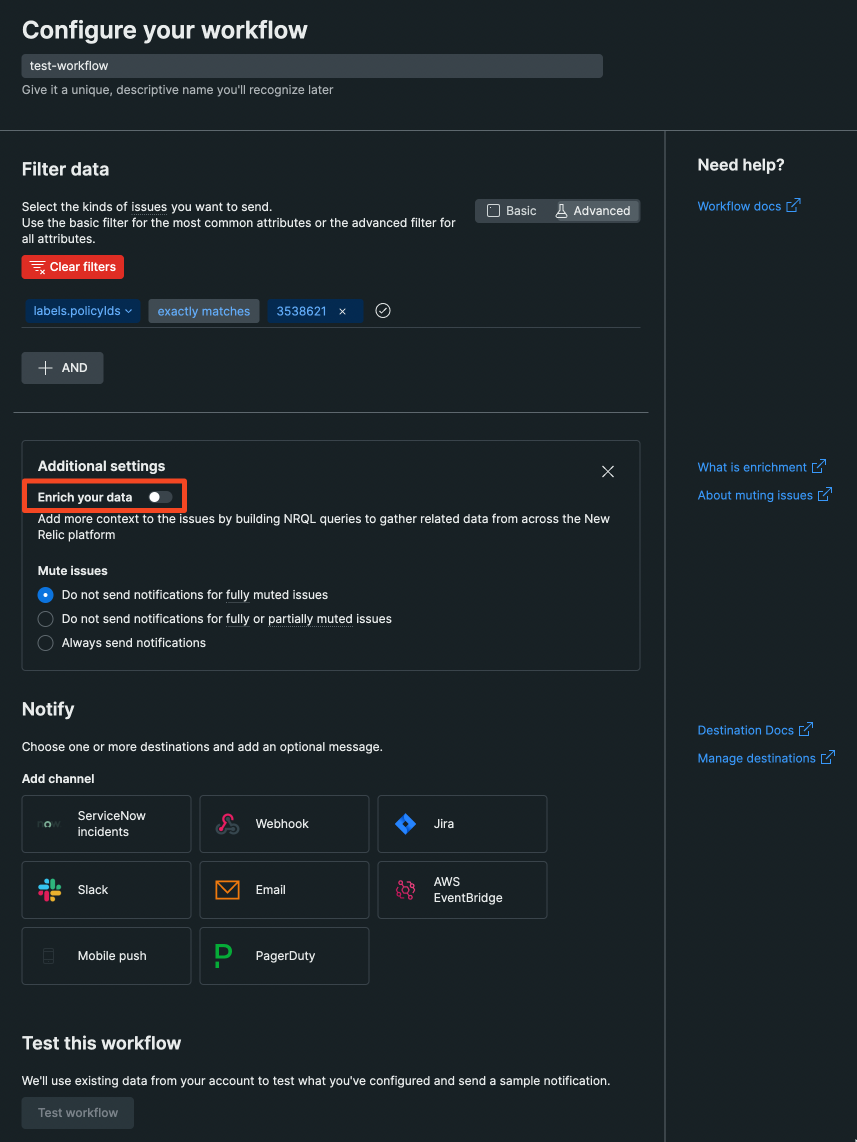 Configure your workflow
test-workflow
Give it a unique, descriptive name you'll recognize later
Filter data
Select the kinds of issues you want to send.
Use the basic filter for the most common attributes or the advanced filter for
all attributes.
Basic
Advanced
Clear filters
labels.policyIds
exactly matches
3538621
AND
Need help?
Workflow docs
Additional settings
Enrich your data
Add more context to the issues by building NRQL queries to gather related data from across the New
Relic platform
Mute issues
Do not send notifications for fully muted issues
Do not send notifications for fully or partially muted issues
Always send notifications
What is enrichment
About muting issues
Notify
Choose one or more destinations and add an optional message.
Add channel
now
ServiceNow
incidents
Webhook
Jira
Slack
Email
AWS
EventBridge
Mobile push
PagerDuty
Destination Docs
Manage destinations
Test this workflow
We'll use existing data from your account to test what you've configured and send a sample notification.
Test workflow